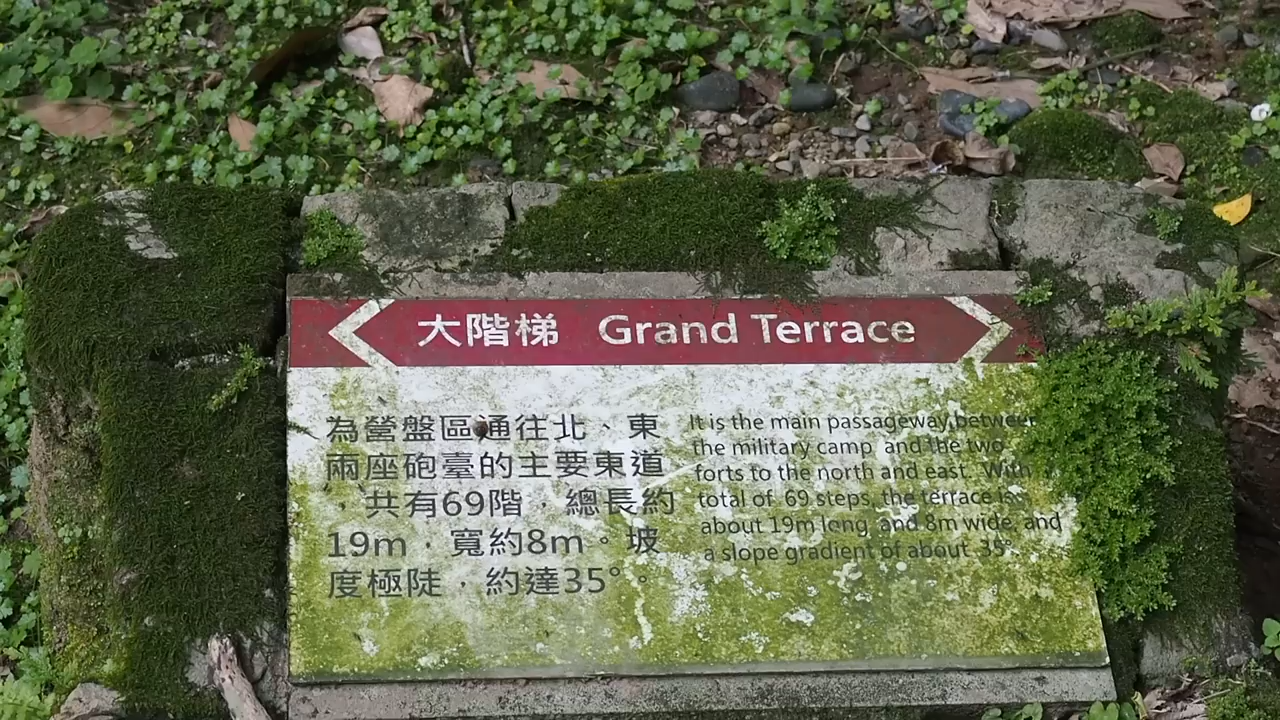 大階梯 Grand Terrace
為營盤區通往北、東
兩座砲臺的主要東道
，共有69階，總長約
19m，寬約8m。坡
度極陡，約達35°。
It is the main passageway between
the military camp and the two
forts to the north and east. With
total of 69 steps, the terrace is
about 19m long and 8m wide, and
a slope gradient of about 35°.